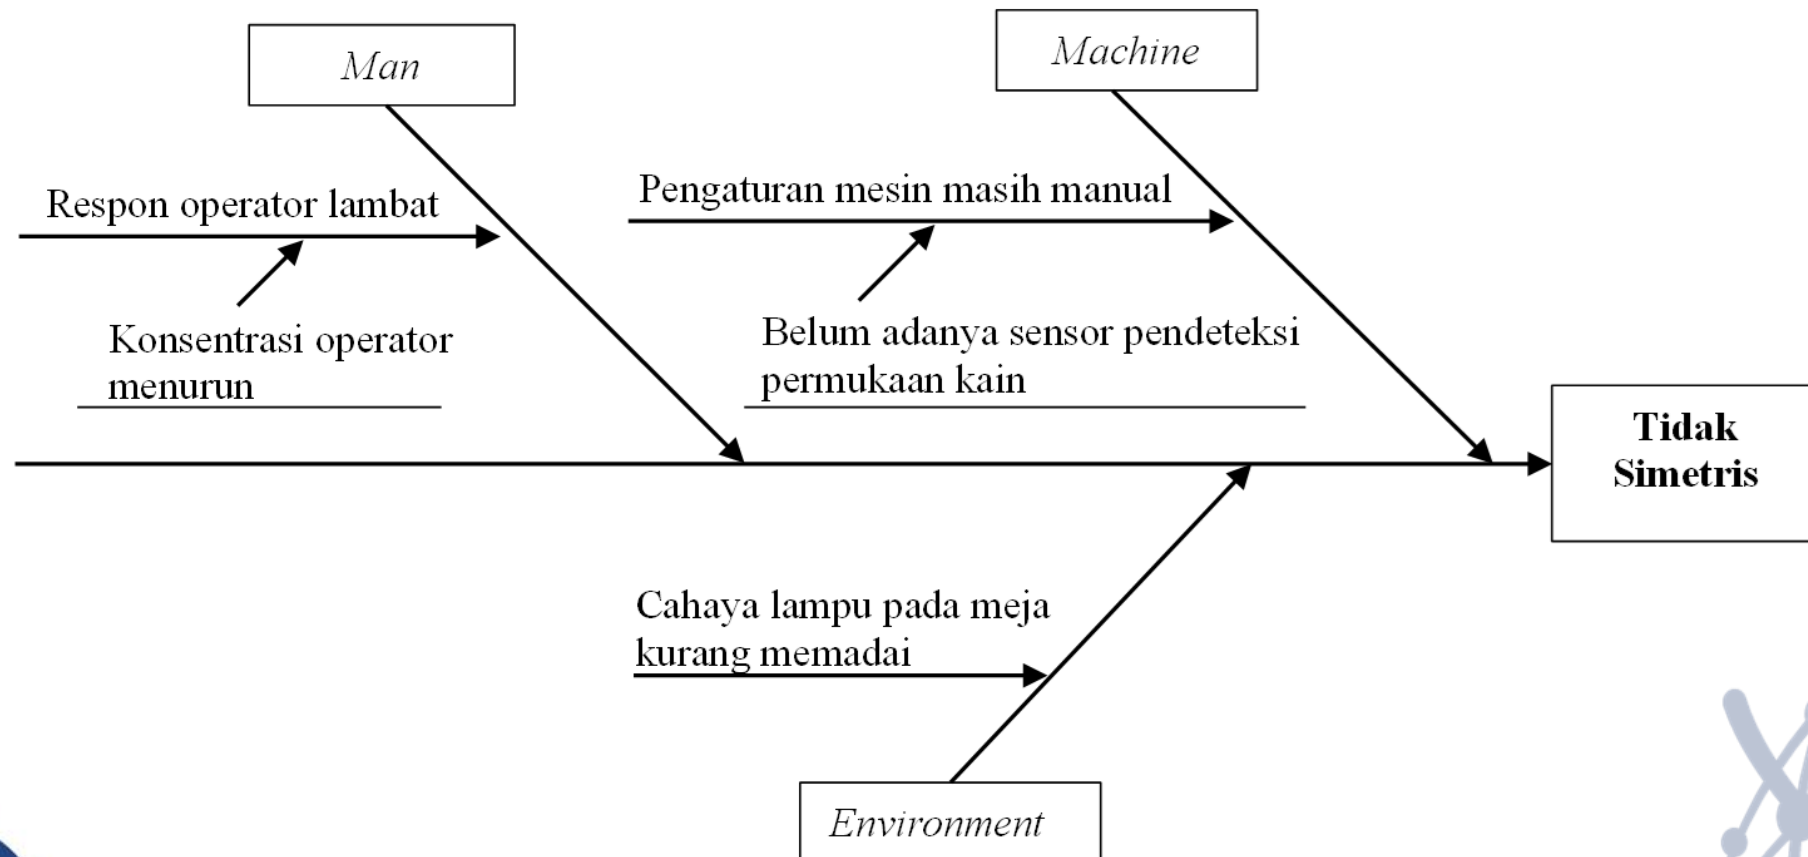 Man
Machine
Respon operator lambat
Pengaturan mesin masih manual
Konsentrasi operator
menurun
Belum adanya sensor pendeteksi
permukaan kain
Tidak
Simetris
Cahaya lampu pada meja
kurang memadai
Environment